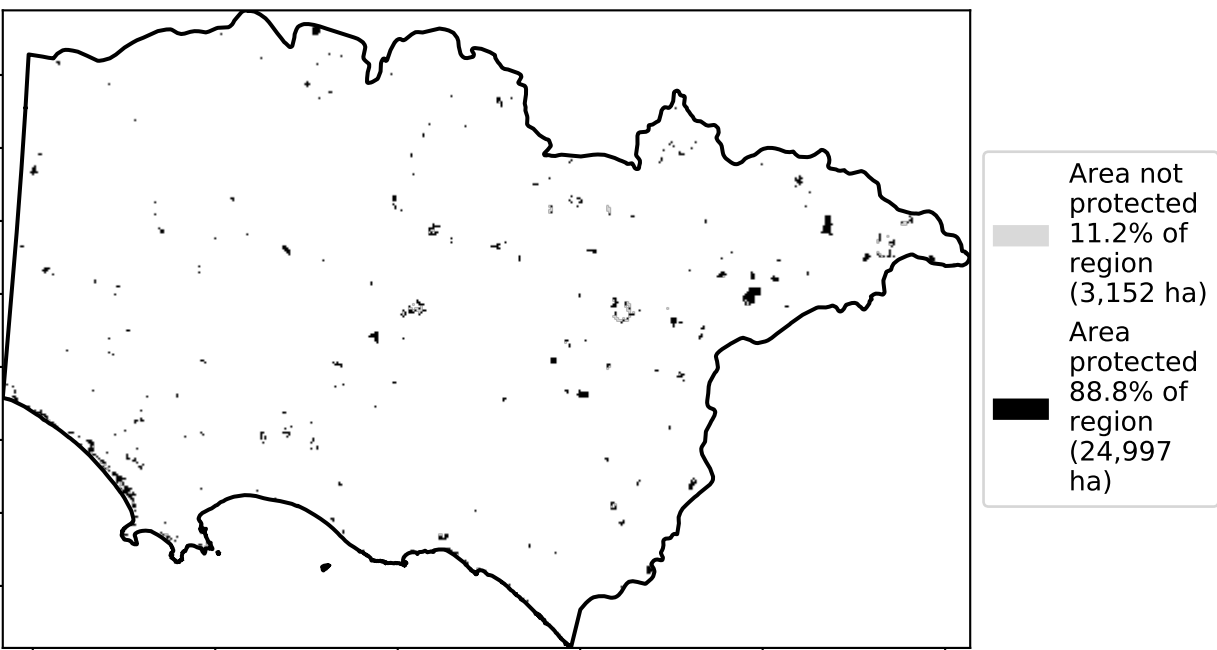 Area not
protected
11.2% of
region
(3,152 ha)
Area
protected
88.8% of
region
(24,997
ha)